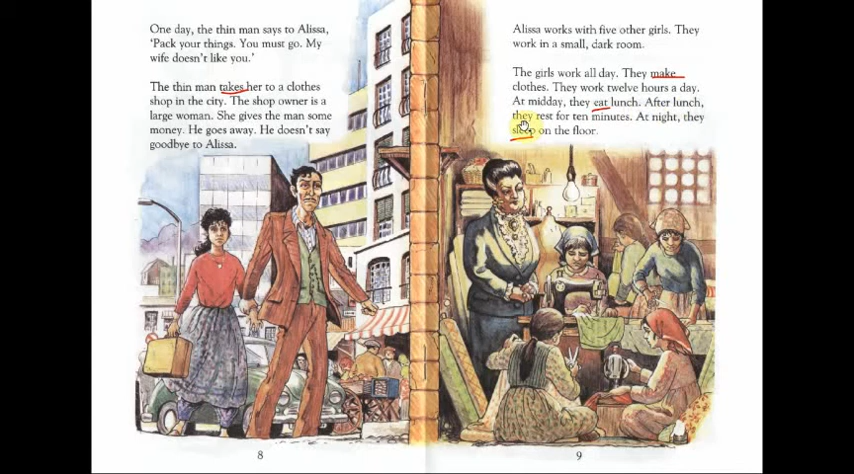 One day, the thin man says to Alissa,
‘Pack your things. You must go. My
wife doesn’t like you.’
The thin man takes her to a clothes
shop in the city. The shop owner is a
large woman. She gives the man some
money. He goes away. He doesn’t say
goodbye to Alissa.
8
Alissa works with five other girls. They
work in a small, dark room.
The girls work all day. They make
clothes. They work twelve hours a day.
At midday, they eat lunch. After lunch,
they rest for ten minutes. At night, they
sleep on the floor.
9